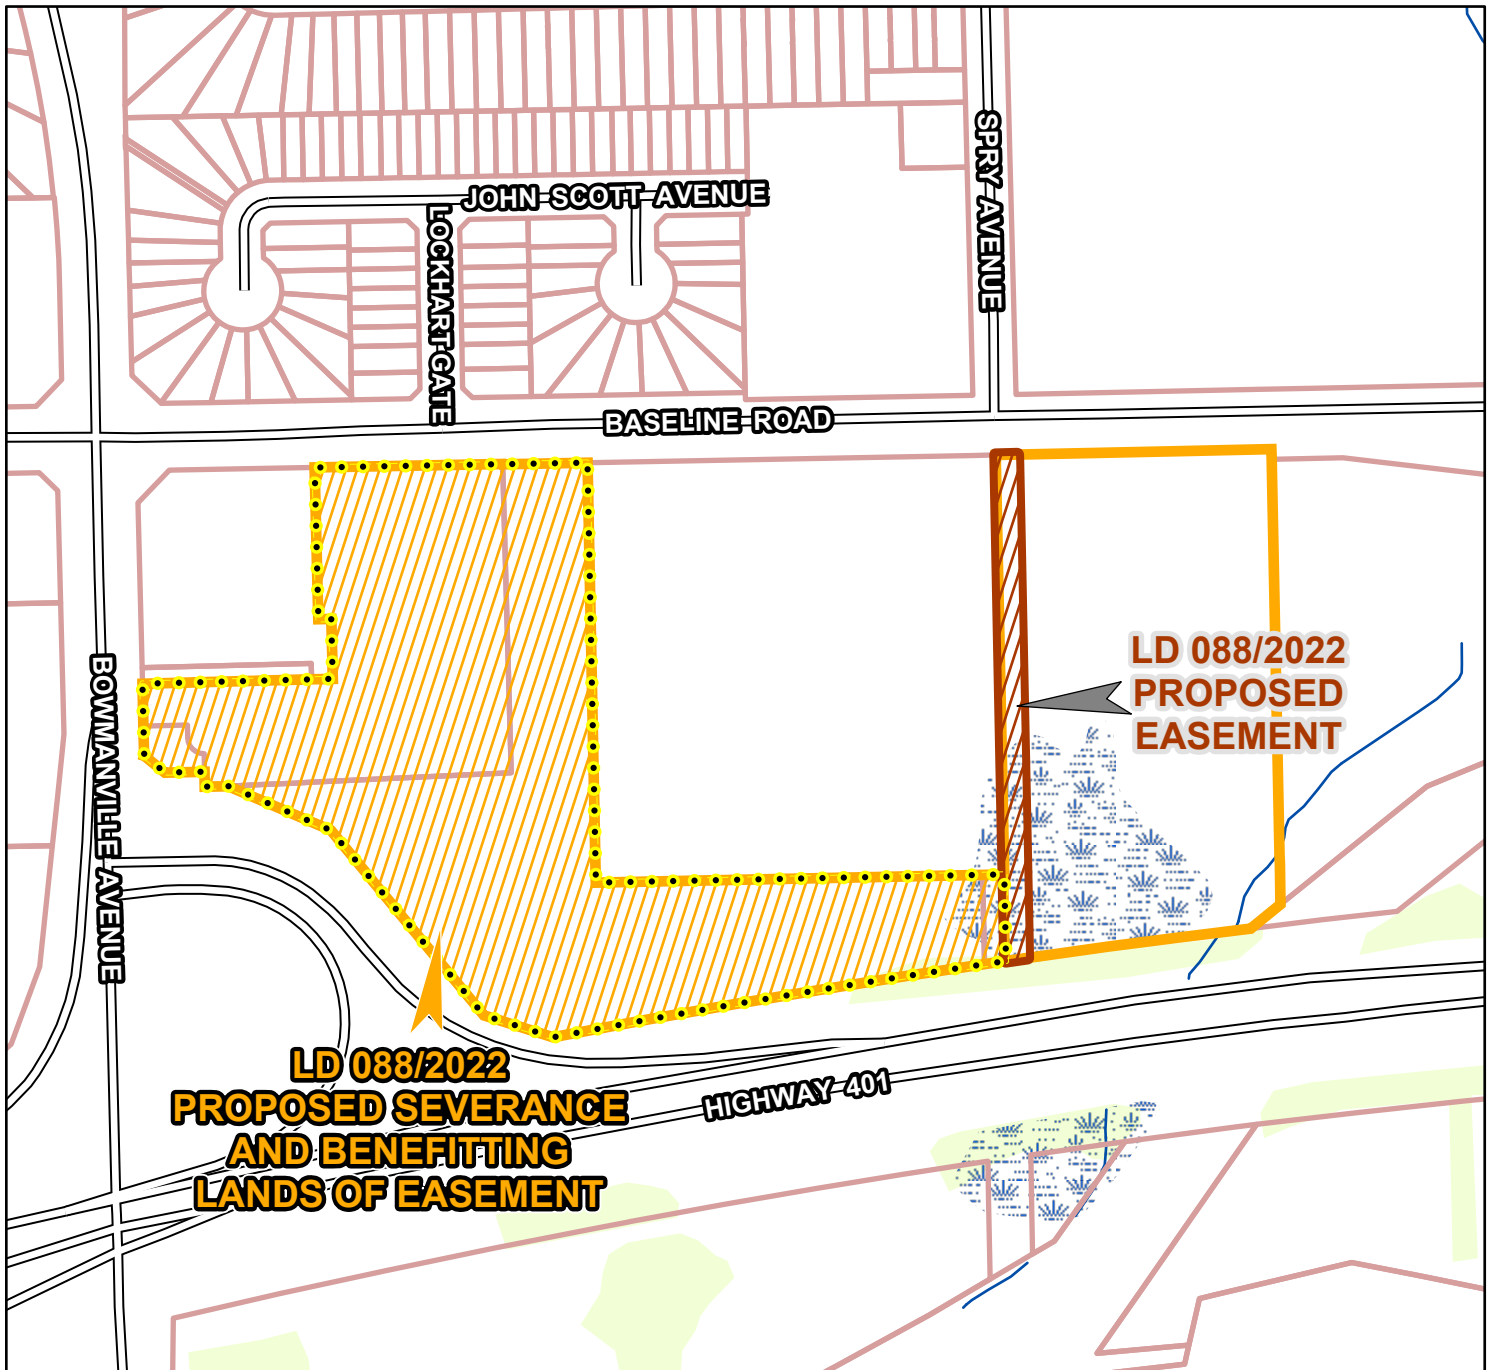 JOHN SCOTT AVENUE
LOCKHART GATE
SPRY AVENUE
BASELINE ROAD
BOWMANVILLE AVENUE
LD 088/2022
PROPOSED
EASEMENT
LD 088/2022
PROPOSED SEVERANCE
AND BENEFITTING
LANDS OF EASEMENT
HIGHWAY 401